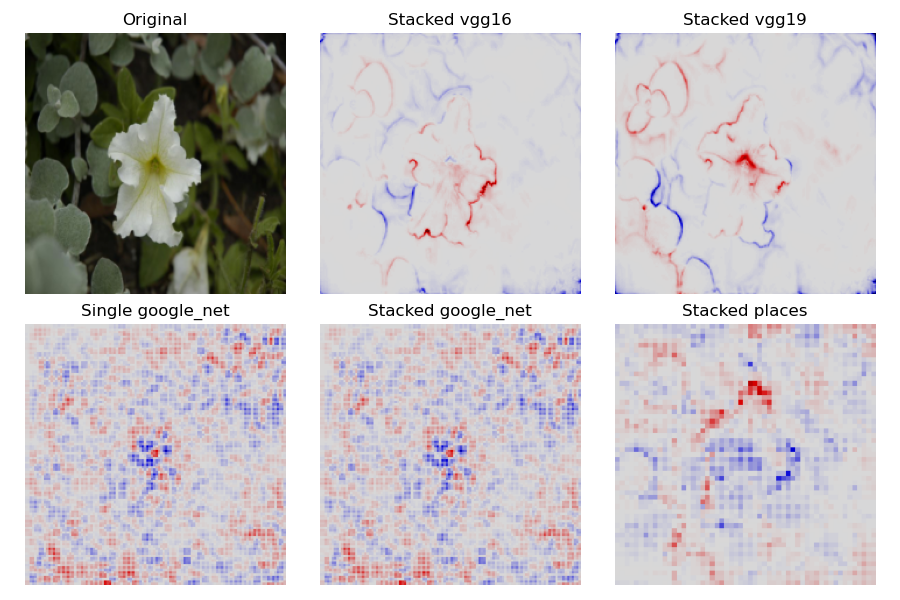 Original
Stacked vgg16
Stacked vgg19
Single google_net
Stacked google_net
Stacked places